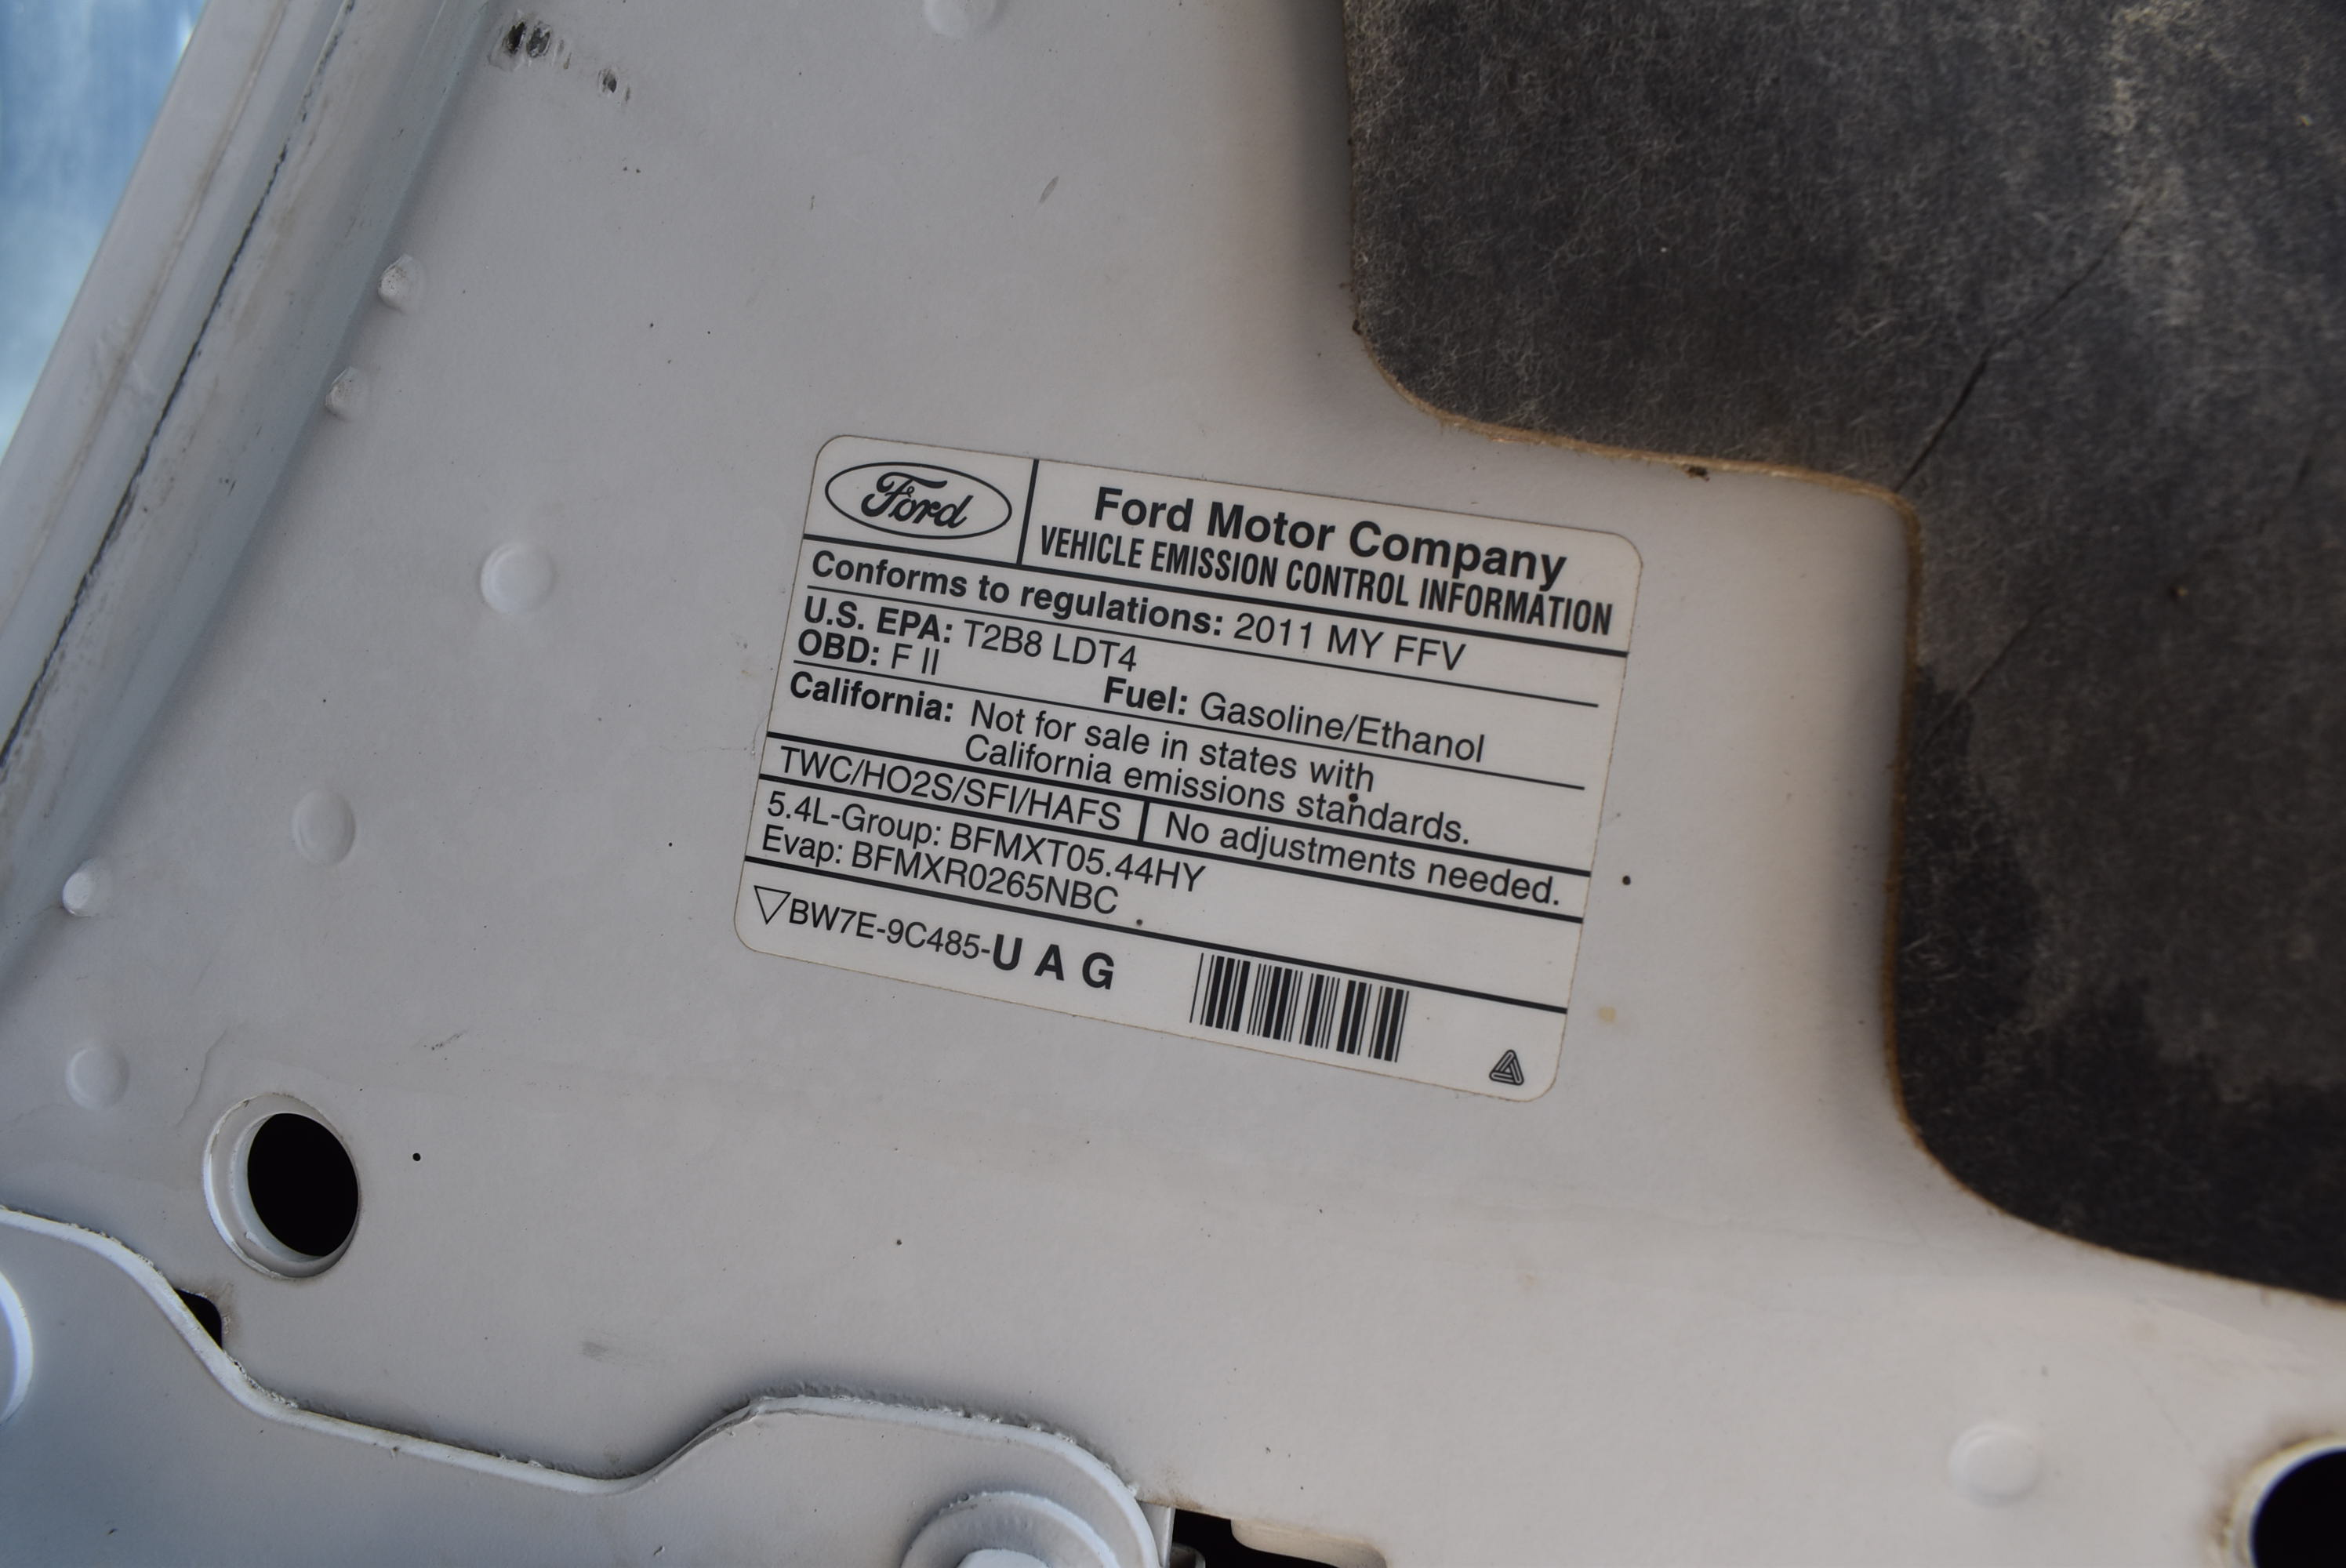 Ford
Ford Motor Company
VEHICLE EMISSION CONTROL INFORMATION
Conforms to regulations: 2011 MY FFV
U.S. EPA: T2B8 LDT4
OBD: F II Fuel: Gasoline/Ethanol
California: Not for sale in states with
California emissions standards.
TWC/HO2S/SFI/HAFS No adjustments needed.
5.4L-Group: BFMXT05.44HY
Evap: BFMXR0265NBC
▽BW7E-9C485-U A G